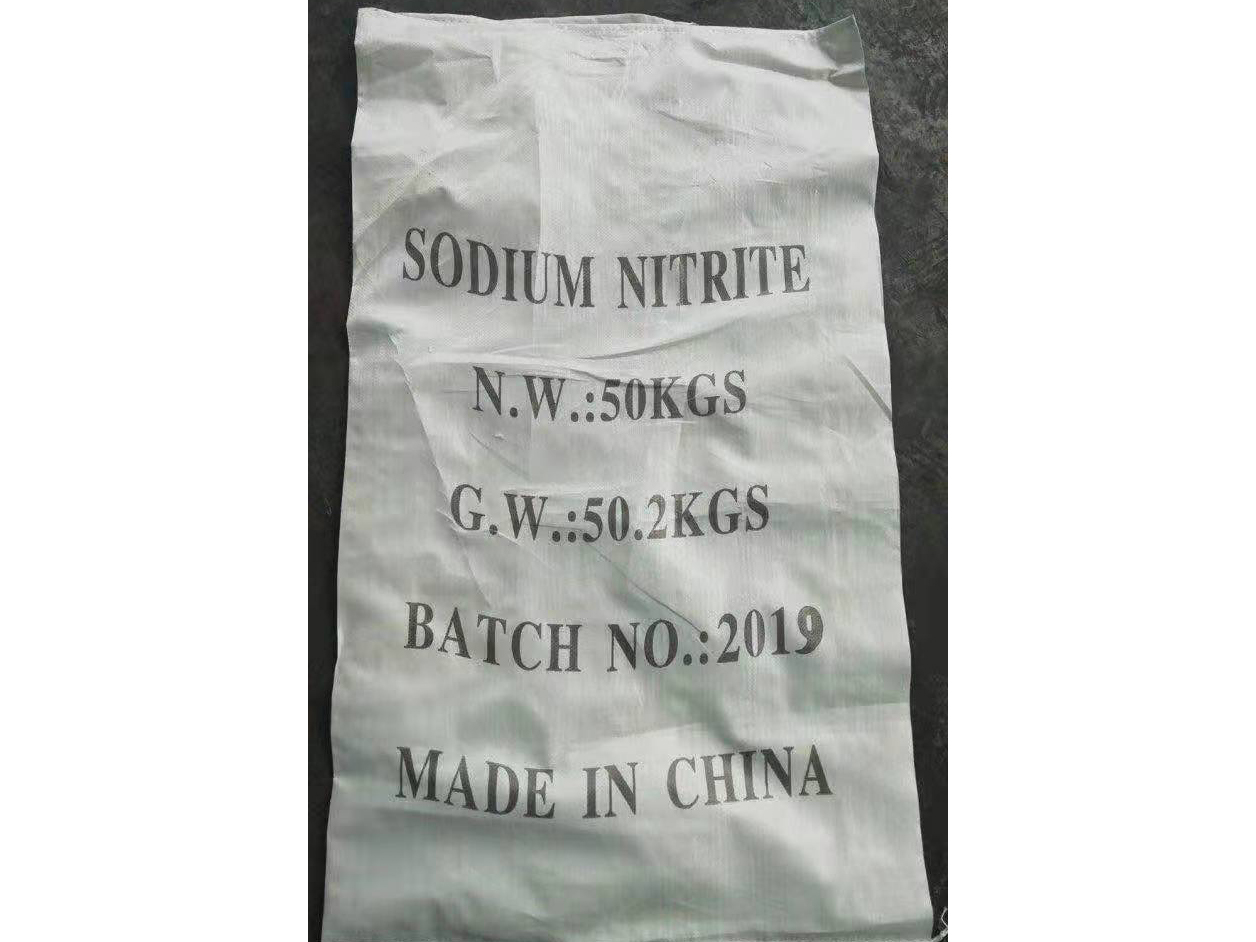 SODIUM NITRITE
N.W.:50KGS
G.W.:50.2KGS
BATCH NO.:2019
MADE IN CHINA